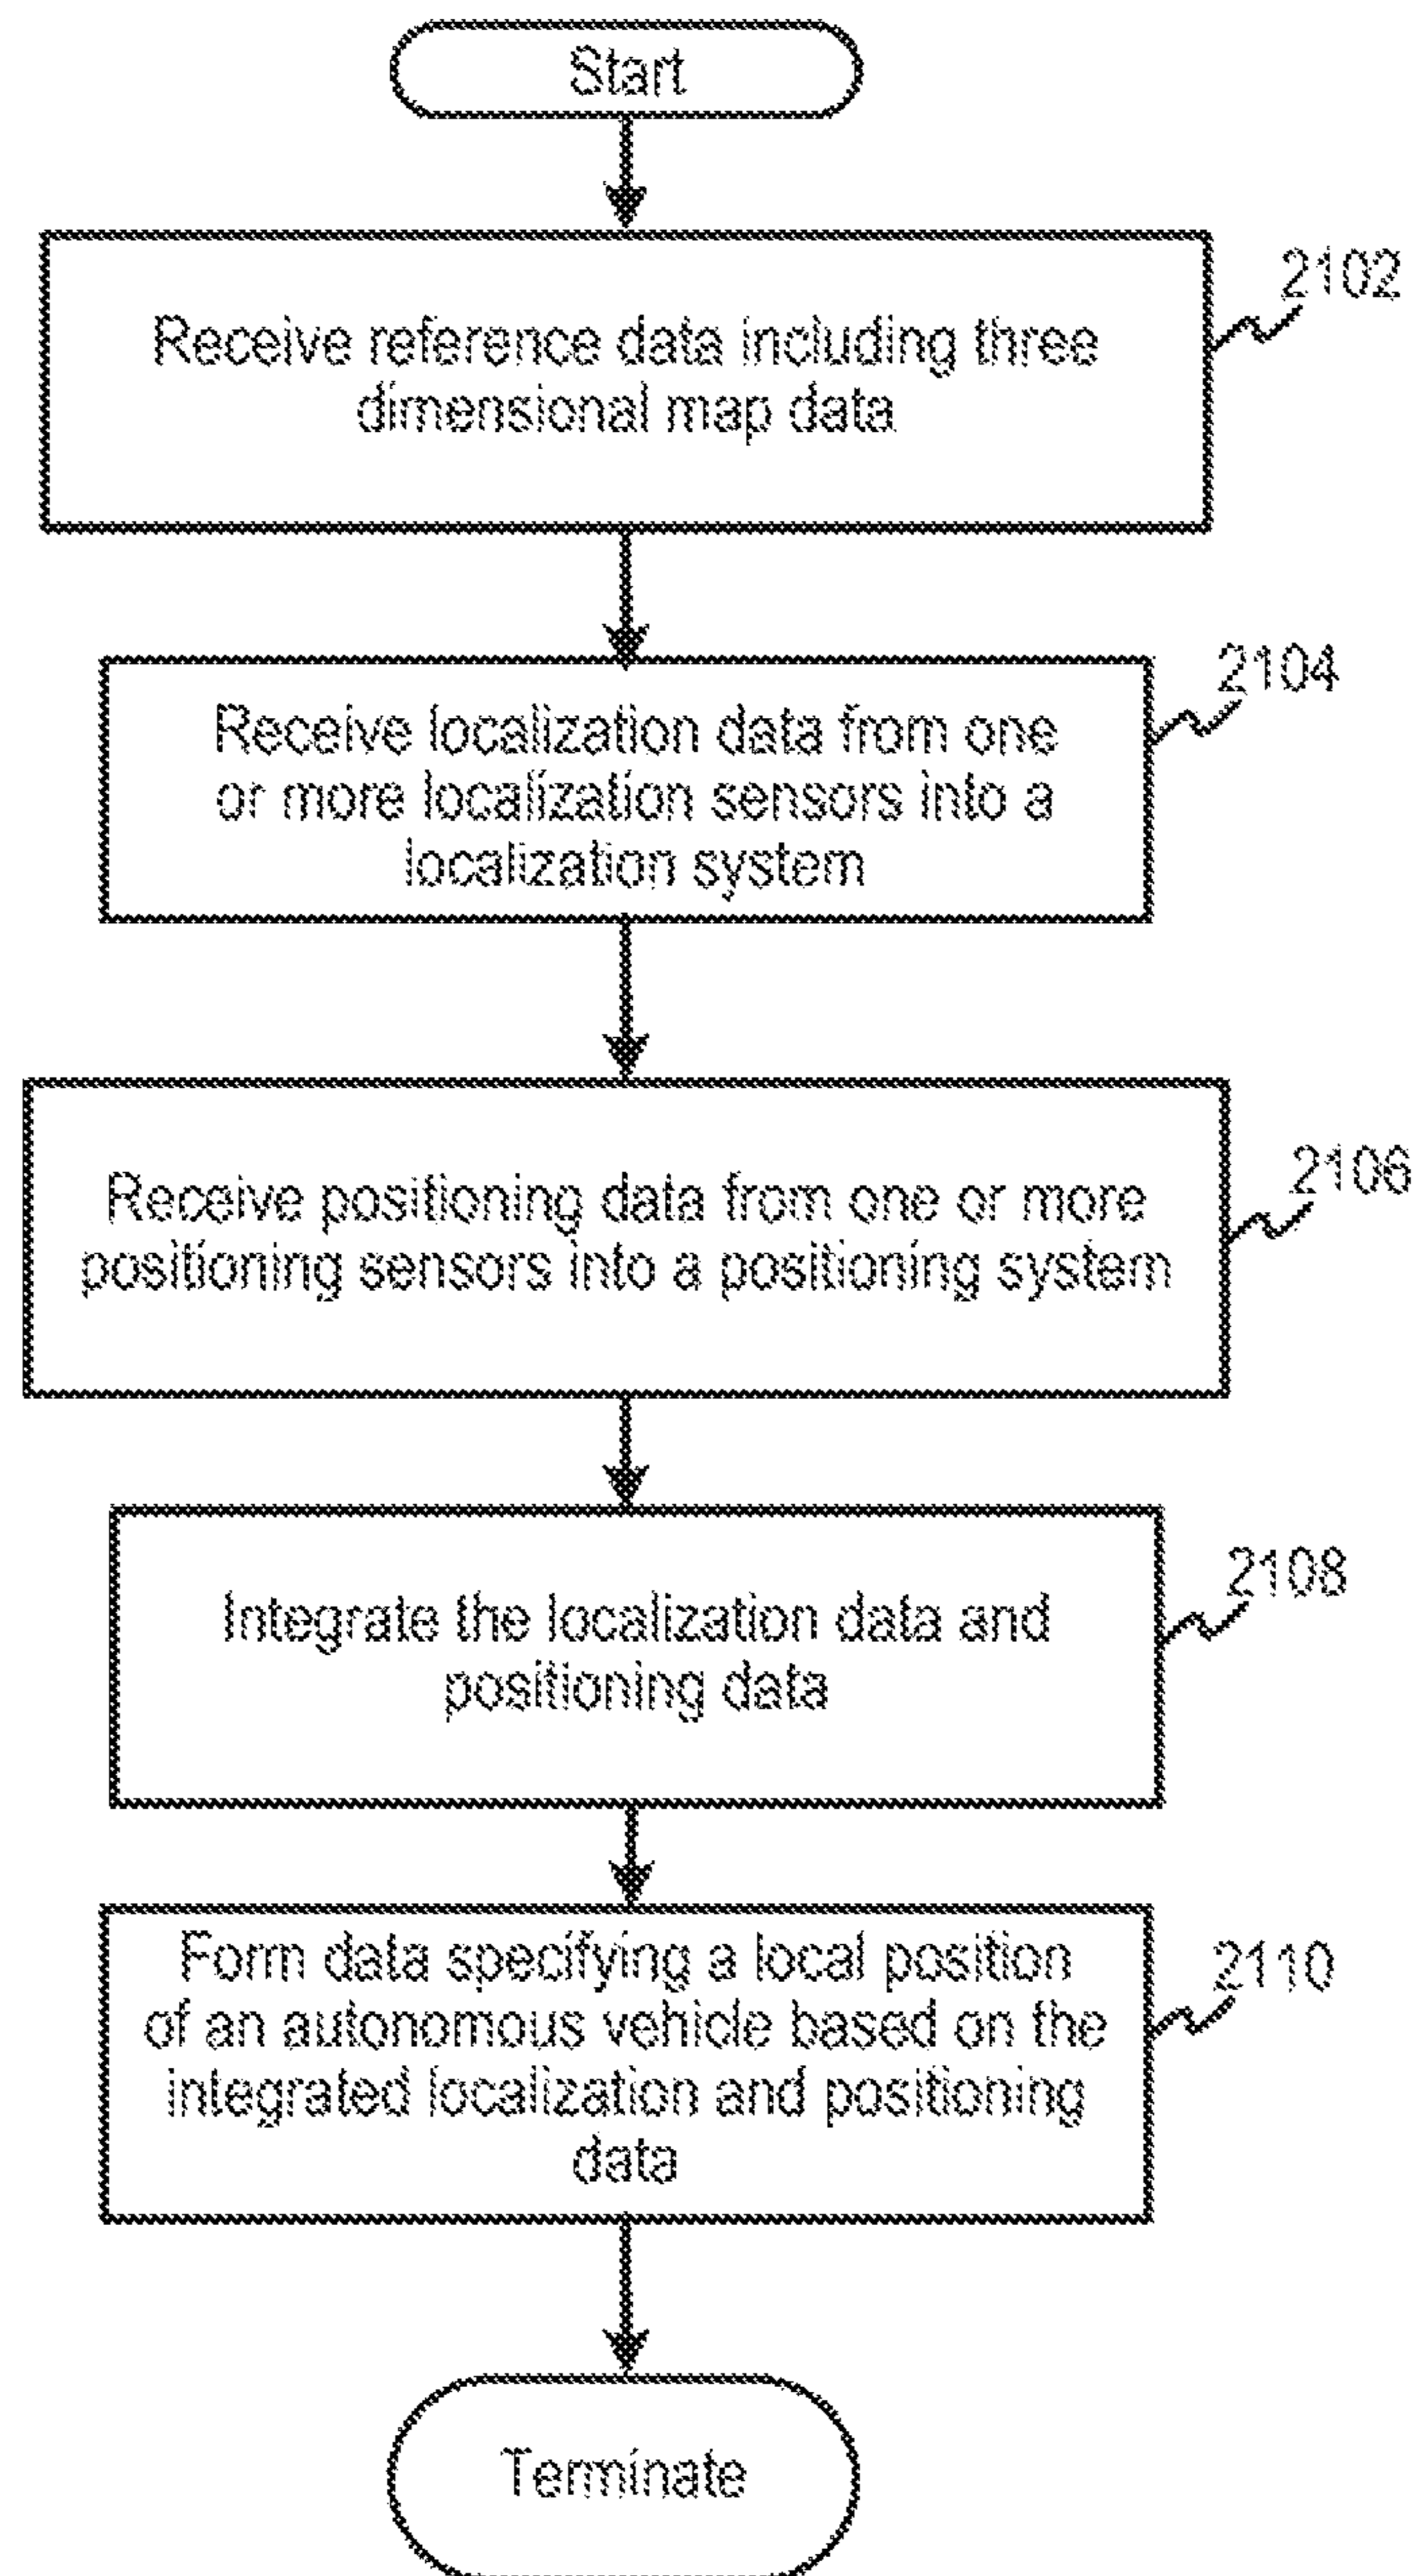 Start
2102
Receive reference data including three
dimensional map data
2104
Receive localization data from one
or more localization sensors into a
localization system
2106
Receive positioning data from one or more
positioning sensors into a positioning system
2108
Integrate the localization data and
positioning data
2110
Form data specifying a local position
of an autonomous vehicle based on the
integrated localization and positioning
data
Terminate